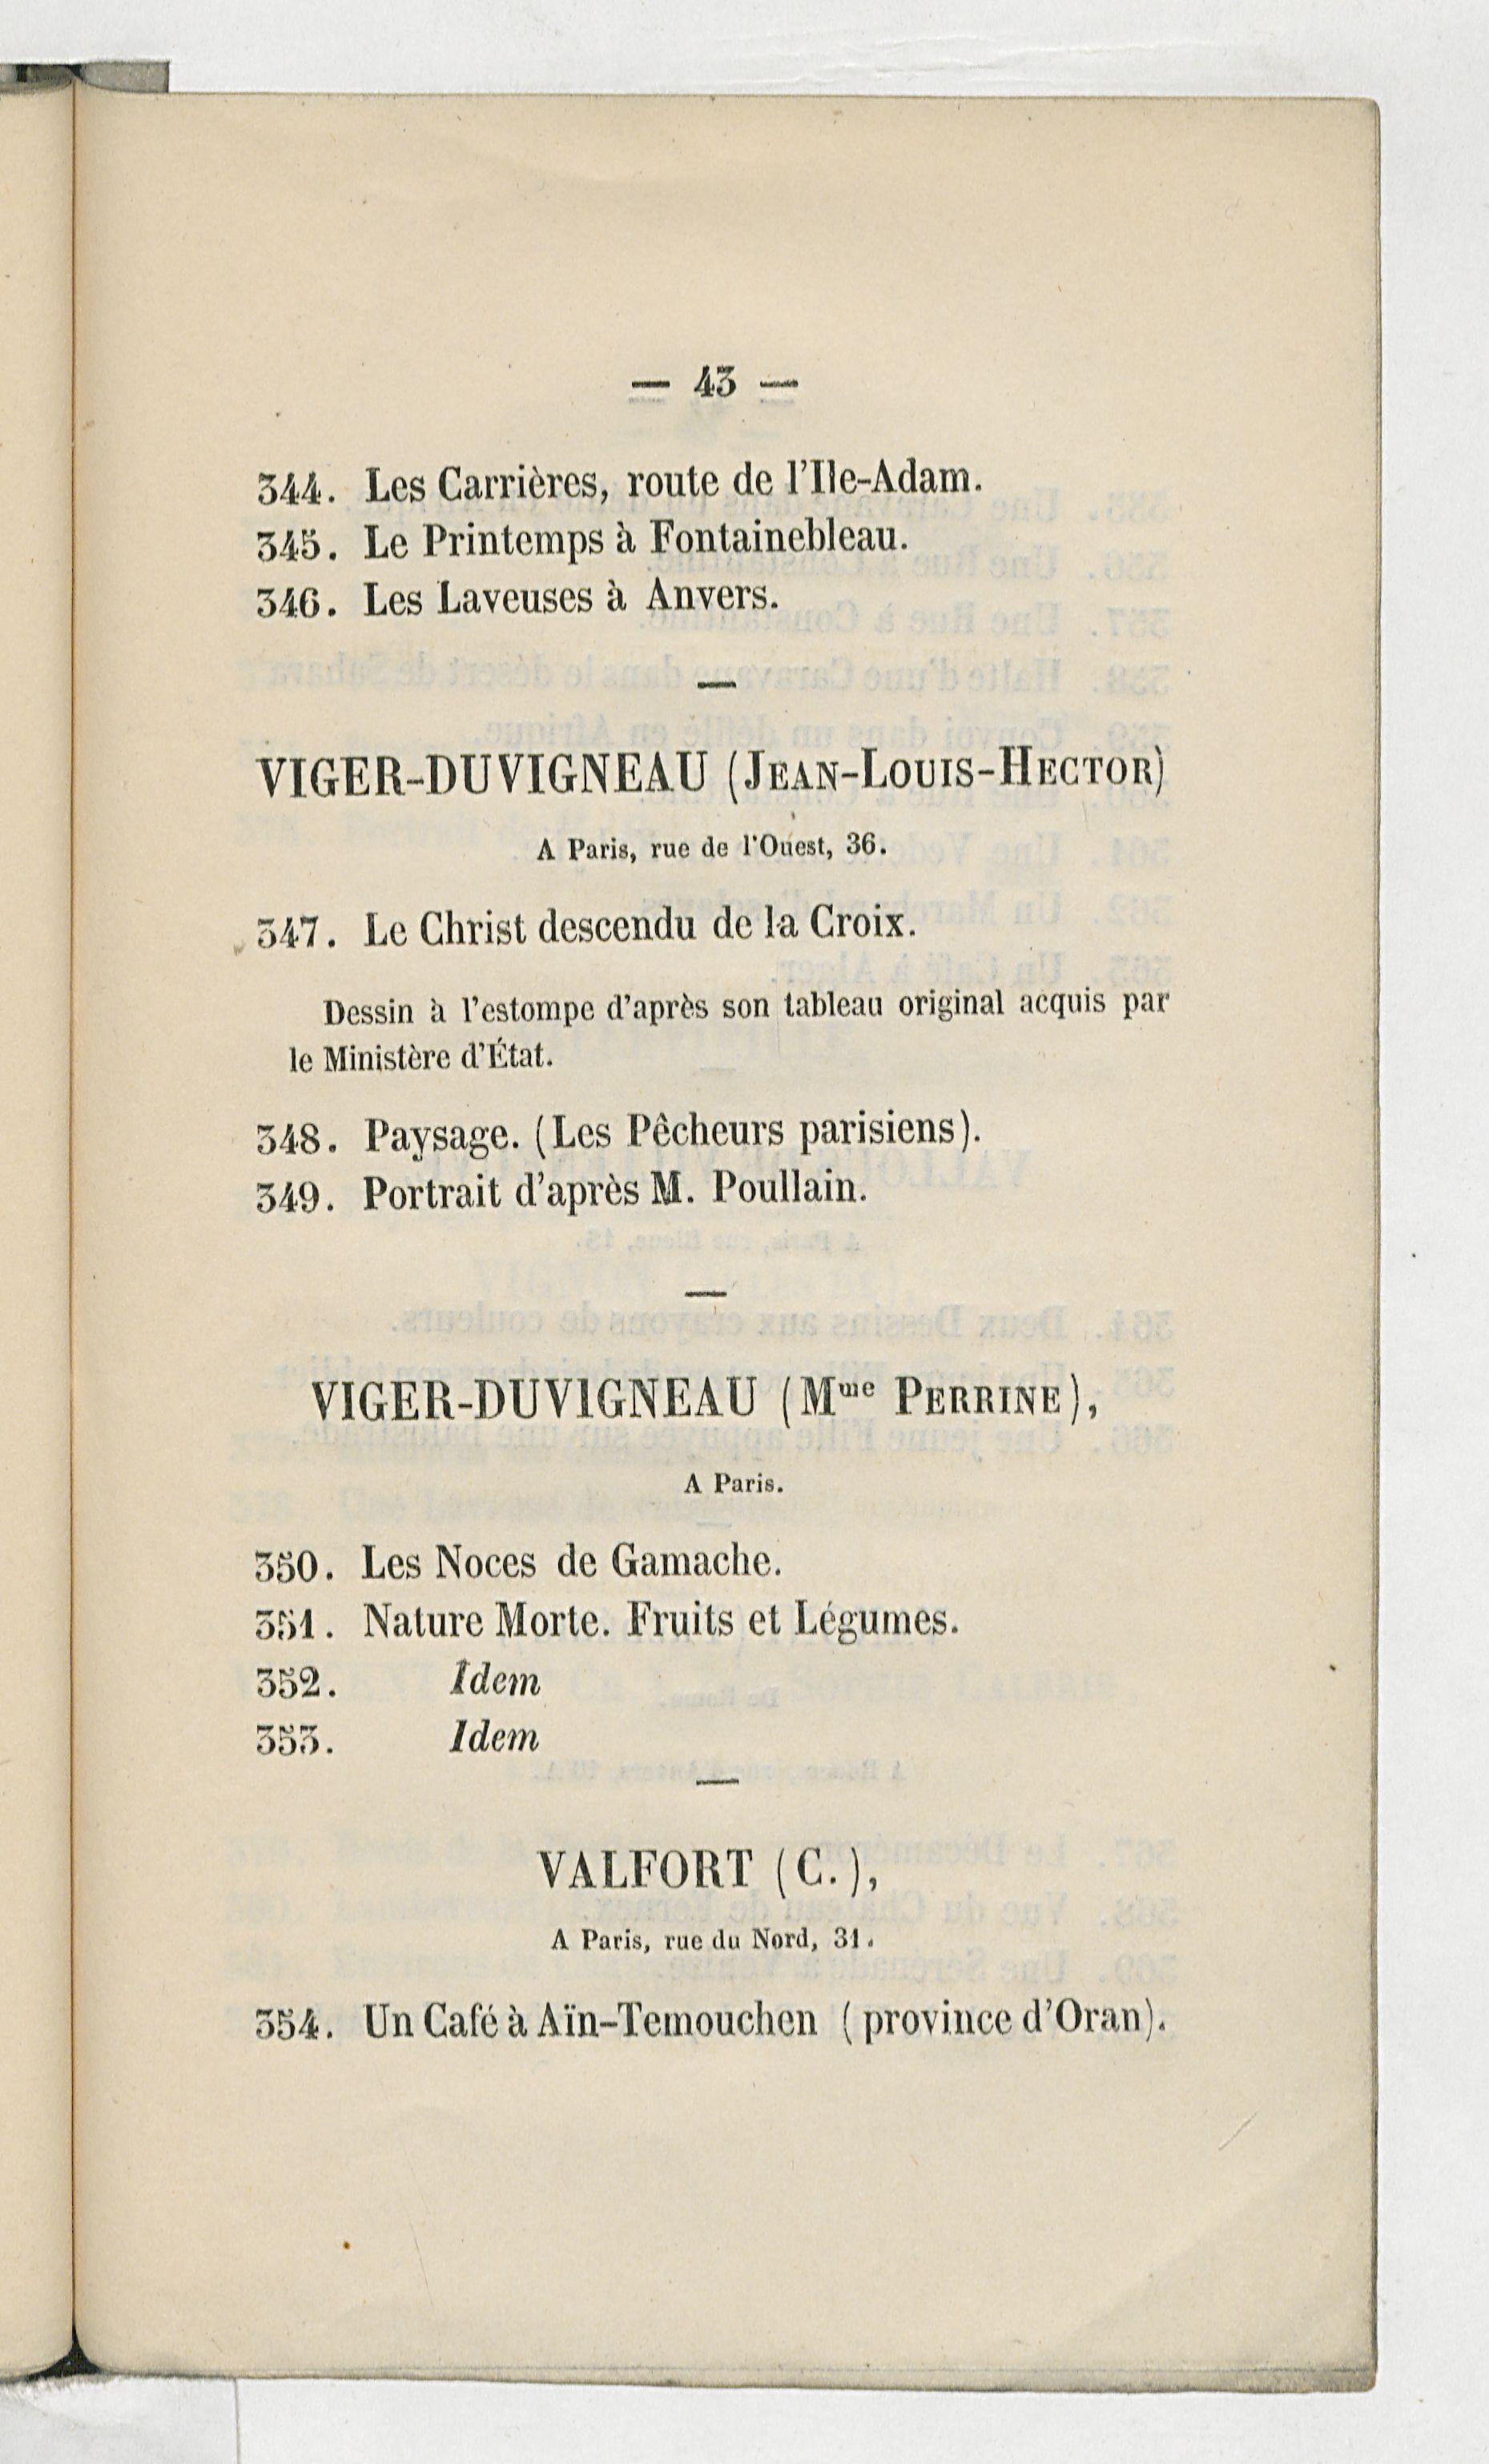 — 43 —
344. Les Carrières, route de l'Ile-Adam.
345. Le Printemps à Fontainebleau.
346. Les Laveuses à Anvers.
—
VIGER-DUVIGNEAU (JEAN-LOUIS-HECTOR)
A Paris, rue de l'Ouest, 36.
347. Le Christ descendu de la Croix.
Dessin à l'estompe d'après son tableau original acquis par
le Ministère d'État.
348. Paysage. (Les Pêcheurs parisiens).
349. Portrait d'après M. Poullain.
—
VIGER-DUVIGNEAU (Mme PERRINE),
A Paris.
350. Les Noces de Gamache.
351. Nature Morte. Fruits et Légumes.
352. Idem
353. Idem
—
VALFORT (C.),
A Paris, rue du Nord, 31.
354. Un Café à Aïn-Temouchen (province d'Oran).